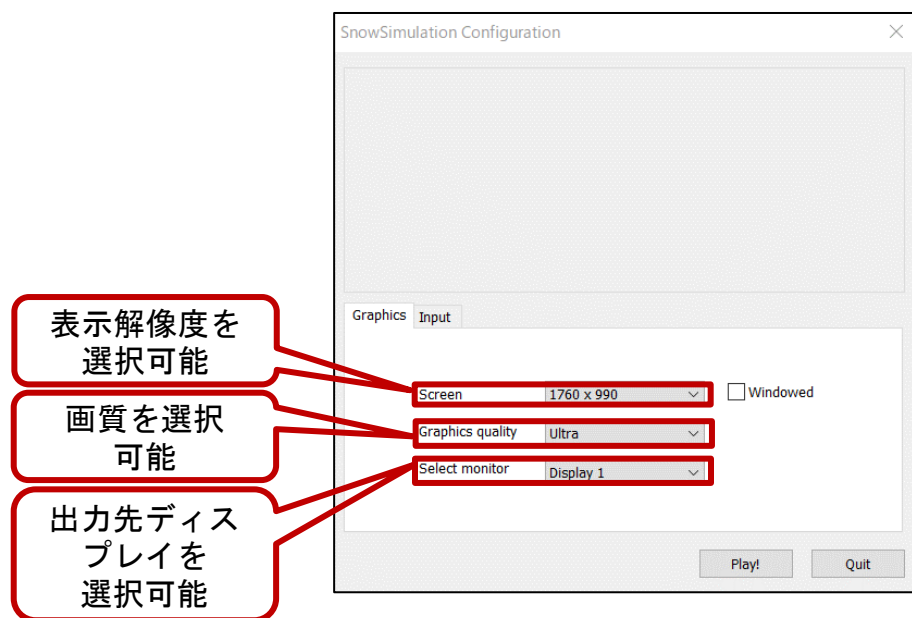 SnowSimulation Configuration
Graphics Input
表示解像度を
選択可能
Screen 1760 x 990 Windowed
画質を選択
可能
Graphics quality Ultra
Select monitor Display 1
出力先ディス
プレイを
選択可能
Play! Quit